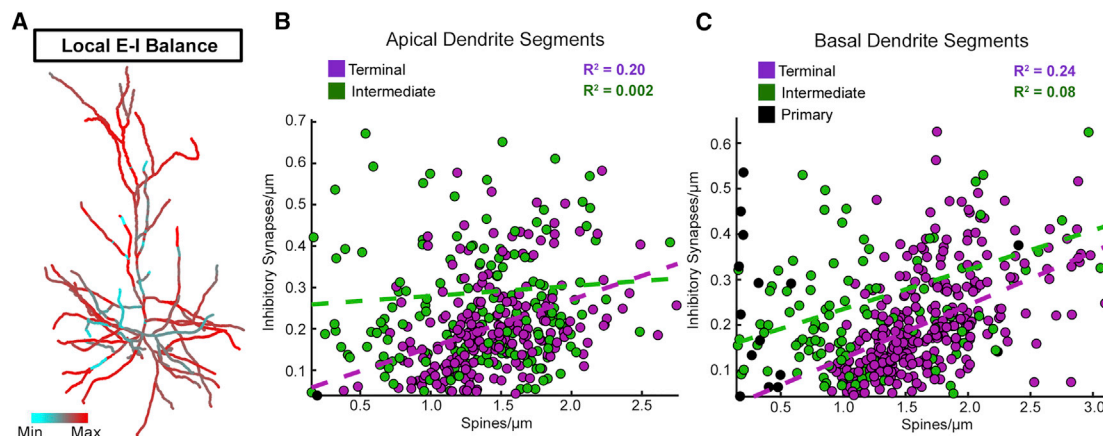 A
Local E-I Balance
Min Max
B
Apical Dendrite Segments
Terminal R² = 0.20
Intermediate R² = 0.002
Inhibitory Synapses/µm
0.7
0.6
0.5
0.4
0.3
0.2
0.1
0.5 1.0 1.5 2.0 2.5
Spines/µm
C
Basal Dendrite Segments
Terminal R² = 0.24
Intermediate R² = 0.08
Primary
Inhibitory Synapses/µm
0.6
0.5
0.4
0.3
0.2
0.1
0.5 1.0 1.5 2.0 2.5 3.0
Spines/µm